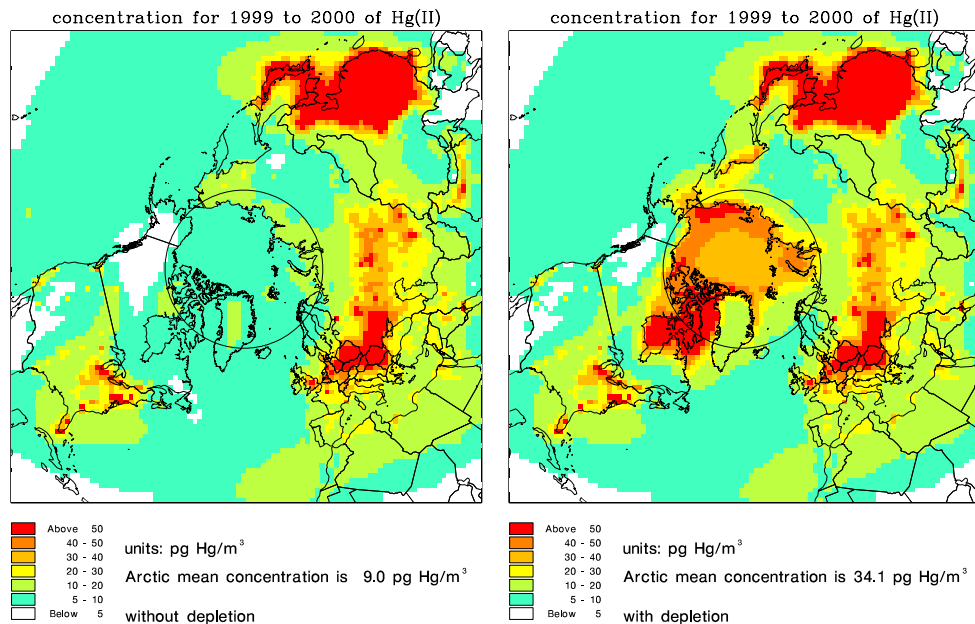 concentration for 1999 to 2000 of Hg(II)
Above 50
40 - 50
30 - 40
20 - 30
10 - 20
5 - 10
Below 5
units: pg Hg/m³
Arctic mean concentration is 9.0 pg Hg/m³
without depletion
concentration for 1999 to 2000 of Hg(II)
Above 50
40 - 50
30 - 40
20 - 30
10 - 20
5 - 10
Below 5
units: pg Hg/m³
Arctic mean concentration is 34.1 pg Hg/m³
with depletion